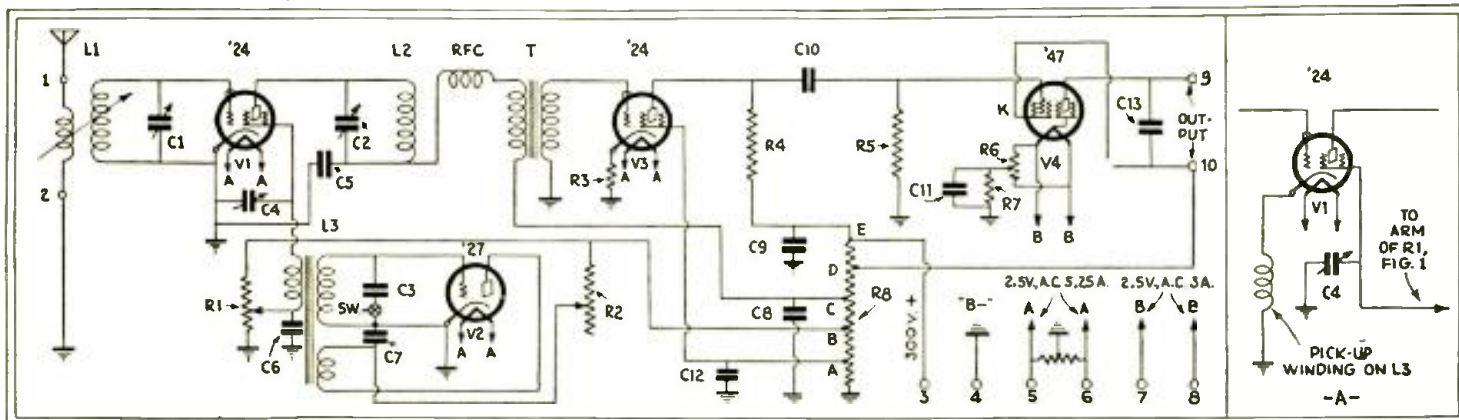 L1 '24 L2 RFC T '24 C10 '47
1
C1
V1
A A
C2
C4
C5
2
L3
R3
V3
A A
R4
R5
K
V4
R6
C11
R7
B B
C13
9
OUT-
PUT
10
R1
C6
C3
SW
C7
'27
V2
A A
R2
C9
C8
C12
E
D
C
B
A
R8
300 V. +
3
"B-"
4
2.5V., A.C. 5.25 A.
A A
5 6
2.5V., A.C. 3A.
B B
7 8
'24
V1
C4
TO
ARM
OF R1,
FIG. 1
PICK-UP
WINDING ON L3
-A-